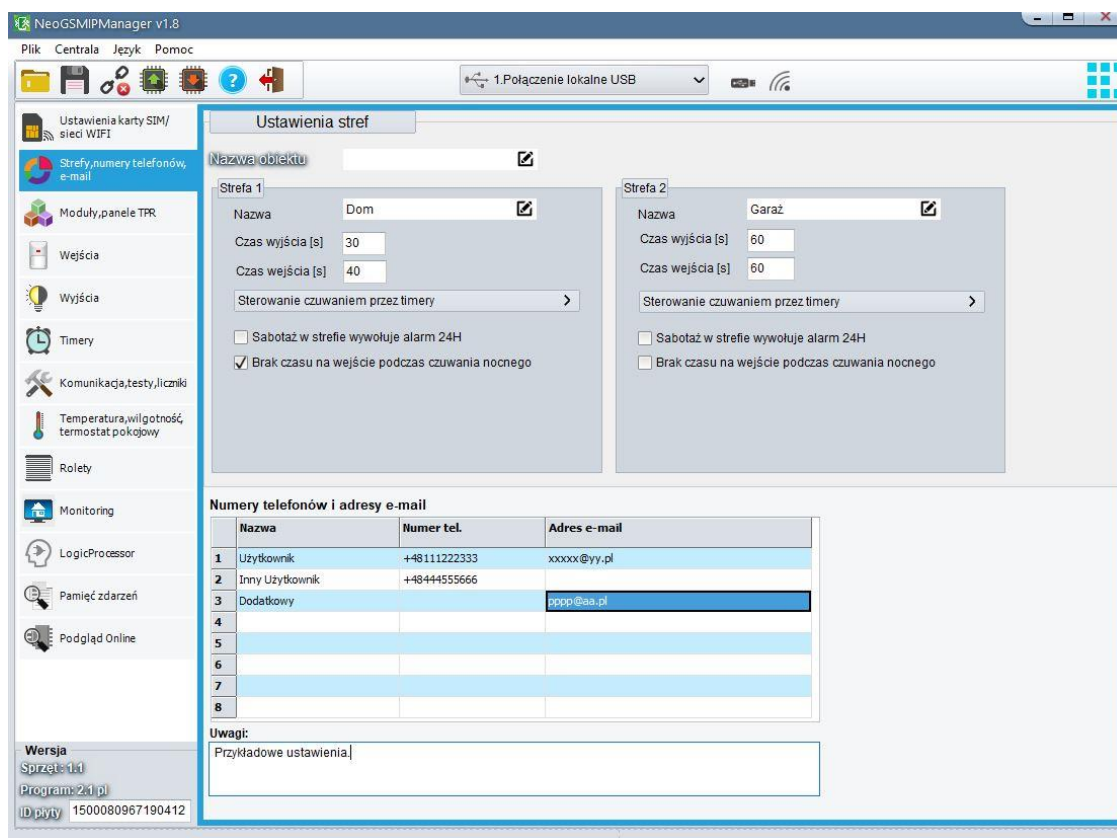 NeoGSMIPManager v1.8
Plik Centrala Język Pomoc
1.Połączenie lokalne USB
Ustawienia karty SIM/
sieci WIFI
Strefy,numery telefonów,
e-mail
Moduły,panele TPR
Wejścia
Wyjścia
Timery
Komunikacja,testy,liczniki
Temperatura,wilgotność,
termostat pokojowy
Rolety
Monitoring
LogicProcessor
Pamięć zdarzeń
Podgląd Online
Wersja
Sprzęt: 1.1
Program: 2.1 pl
ID płyty 1500080967190412
Ustawienia stref
Nazwa obiektu
Strefa 1
Nazwa Dom
Czas wyjścia [s] 30
Czas wejścia [s] 40
Sterowanie czuwaniem przez timery
Sabotaż w strefie wywołuje alarm 24H
Brak czasu na wejście podczas czuwania nocnego
Strefa 2
Nazwa Garaż
Czas wyjścia [s] 60
Czas wejścia [s] 60
Sterowanie czuwaniem przez timery
Sabotaż w strefie wywołuje alarm 24H
Brak czasu na wejście podczas czuwania nocnego
Numery telefonów i adresy e-mail
Nazwa Numer tel. Adres e-mail
1 Użytkownik +48111222333 xxxxx@yy.pl
2 Inny Użytkownik +48444555666
3 Dodatkowy pppp@aa.pl
4
5
6
7
8
Uwagi:
Przykładowe ustawienia.